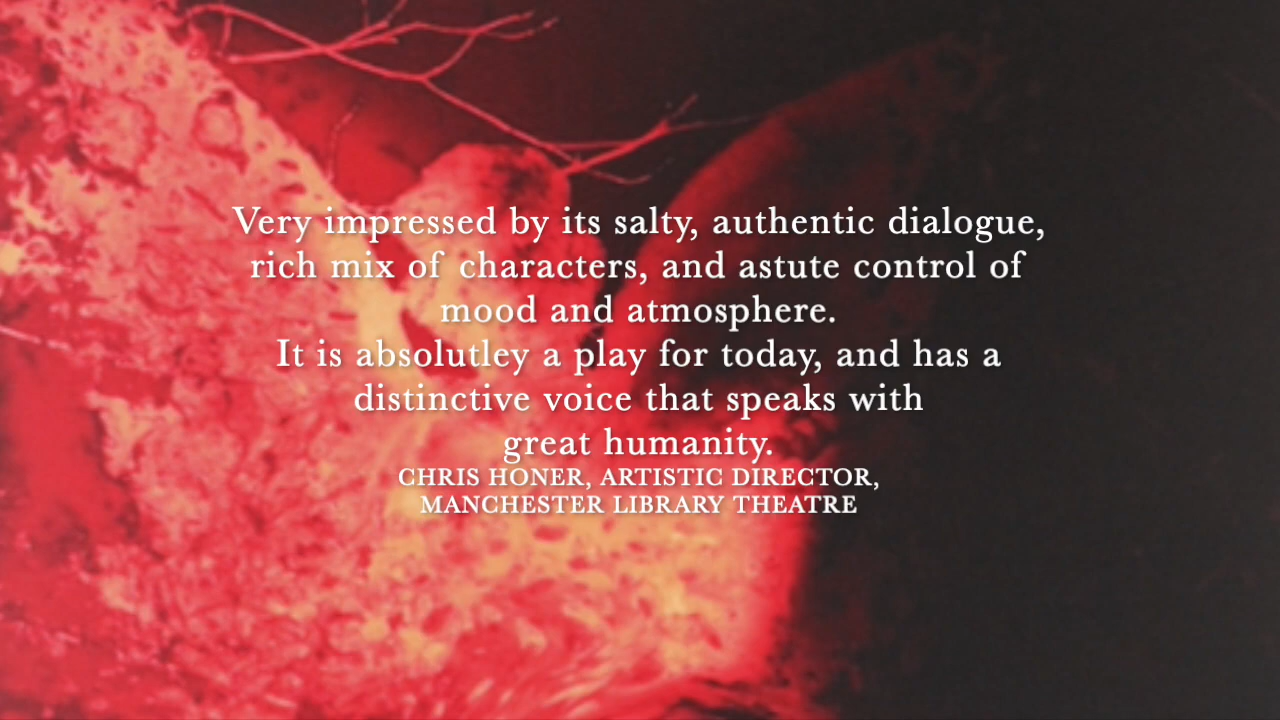 Very impressed by its salty, authentic dialogue,
rich mix of characters, and astute control of
mood and atmosphere.
It is absolutley a play for today, and has a
distinctive voice that speaks with
great humanity.
CHRIS HONER, ARTISTIC DIRECTOR,
MANCHESTER LIBRARY THEATRE